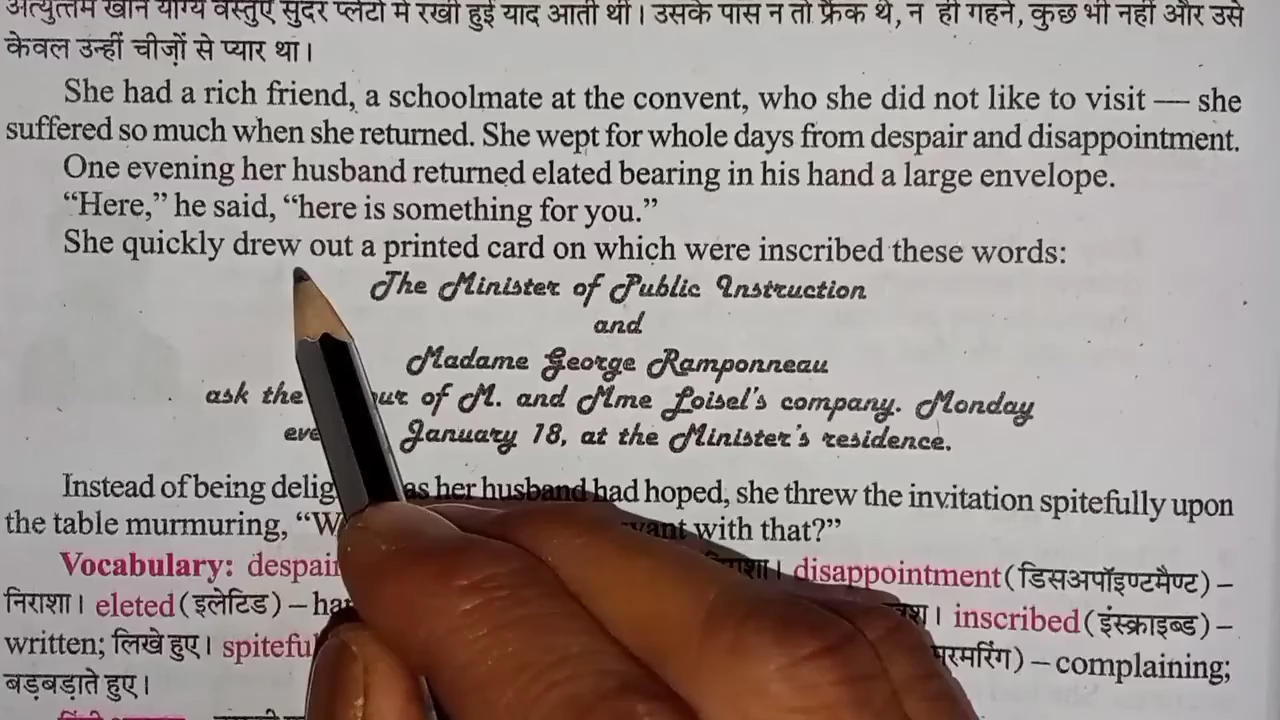 अत्युत्तम खाने योग्य वस्तुएँ सुंदर प्लेटों में रखी हुई याद आती थीं। उसके पास न तो फ्रैंक थे, न ही गहने, कुछ भी नहीं और उसे
केवल उन्हीं चीज़ों से प्यार था।
She had a rich friend, a schoolmate at the convent, who she did not like to visit — she
suffered so much when she returned. She wept for whole days from despair and disappointment.
One evening her husband returned elated bearing in his hand a large envelope.
“Here,” he said, “here is something for you.”
She quickly drew out a printed card on which were inscribed these words:
The Minister of Public Instruction
and
Madame George Ramponneau
ask the of M. and Mme Loisel's company. Monday
January 18, at the Minister's residence.
Instead of being as her husband had hoped, she threw the invitation spitefully upon
the table murmuring, with that?”
Vocabulary: despair निराशा। disappointment (डिसअपॉइण्टमैण्ट) –
निराशा। eleted (इलेटिड) – inscribed (इंस्क्राइब्ड) –
written; लिखे हुए। – complaining;
बड़बड़ाते हुए।